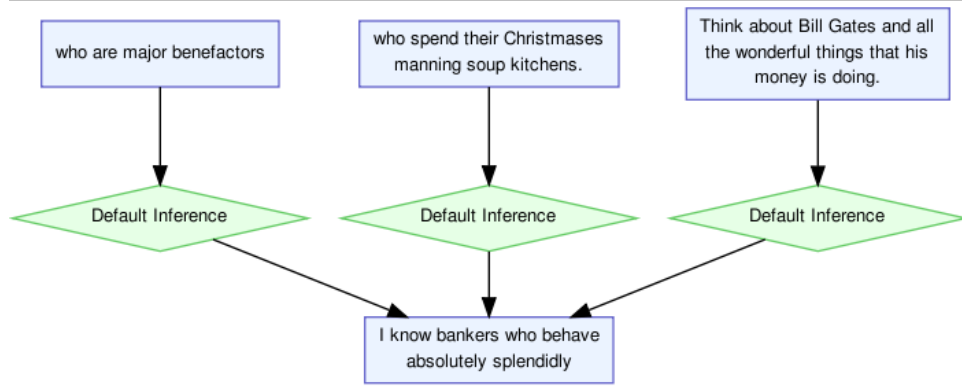 who are major benefactors
who spend their Christmases
manning soup kitchens.
Think about Bill Gates and all
the wonderful things that his
money is doing.
Default Inference
Default Inference
Default Inference
I know bankers who behave
absolutely splendidly